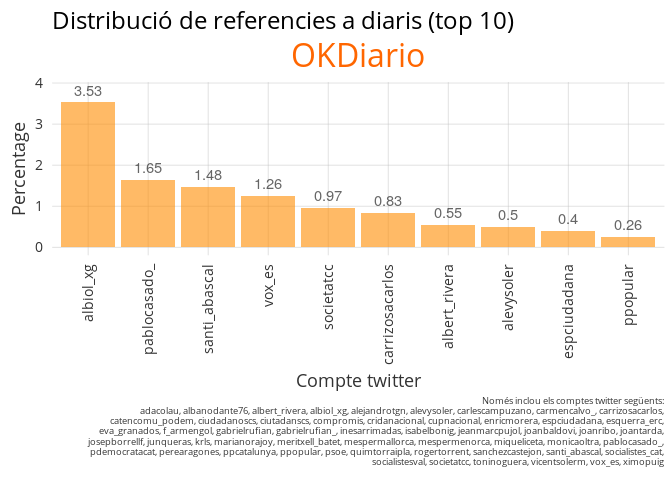 Distribució de referencies a diaris (top 10)
OKDiario
4
3
2
1
0
Percentage
3.53
1.65
1.48
1.26
0.97
0.83
0.55
0.5
0.4
0.26
albiol_xg
pablocasado_
santi_abascal
vox_es
societatcc
carrizosacarlos
albert_rivera
alevysoler
espciudadana
ppopular
Compte twitter
Només inclou els comptes twitter següents:
adacolau, albanodante76, albert_rivera, albiol_xg, alejandrotgn, alevysoler, carlescampuzano, carmencalvo_, carrizosacarlos,
catencomu_podem, ciudadanoscs, ciutadanscs, compromis, cridanacional, cupnacional, enricmorera, espciudadana, esquerra_erc,
eva_granados, f_armengol, gabrielrufian, gabrielrufian_, inesarrimadas, isabelbonig, jeanmarcpujol, joanbaldovi, joanribo, joantarda,
josepborrellf, junqueras, krls, marianorajoy, meritxell_batet, mespermallorca, mespermenorca, miqueliceta, monicaoltra, pablocasado_,
pdemocratacat, perearagones, ppcatalunya, ppopular, psoe, quimtorraipla, rogertorrent, sanchezcastejon, santi_abascal, socialistes_cat,
socialistesval, societatcc, toninoguera, vicentsolerm, vox_es, ximopuig